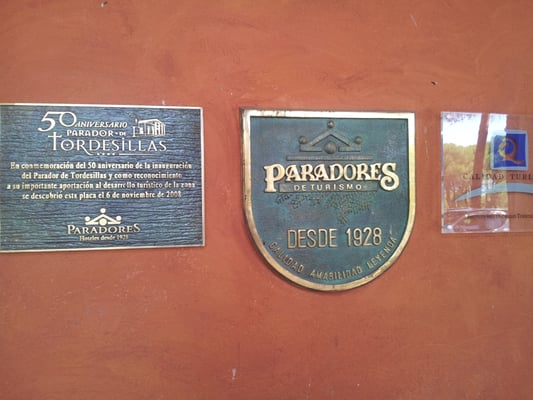 50 ANIVERSARIO
PARADOR DE
TORDESILLAS
En conmemoración del 50 aniversario de la inauguración
del Parador de Tordesillas y como reconocimiento
a su importante aportación al desarrollo turístico de la zona
se descubrió esta placa el 6 de noviembre de 2008
PARADORES
Hoteles desde 1928
PARADORES
DE TURISMO
DESDE 1928
CALIDAD AMABILIDAD LEYENDA
Q
CALIDAD TURI